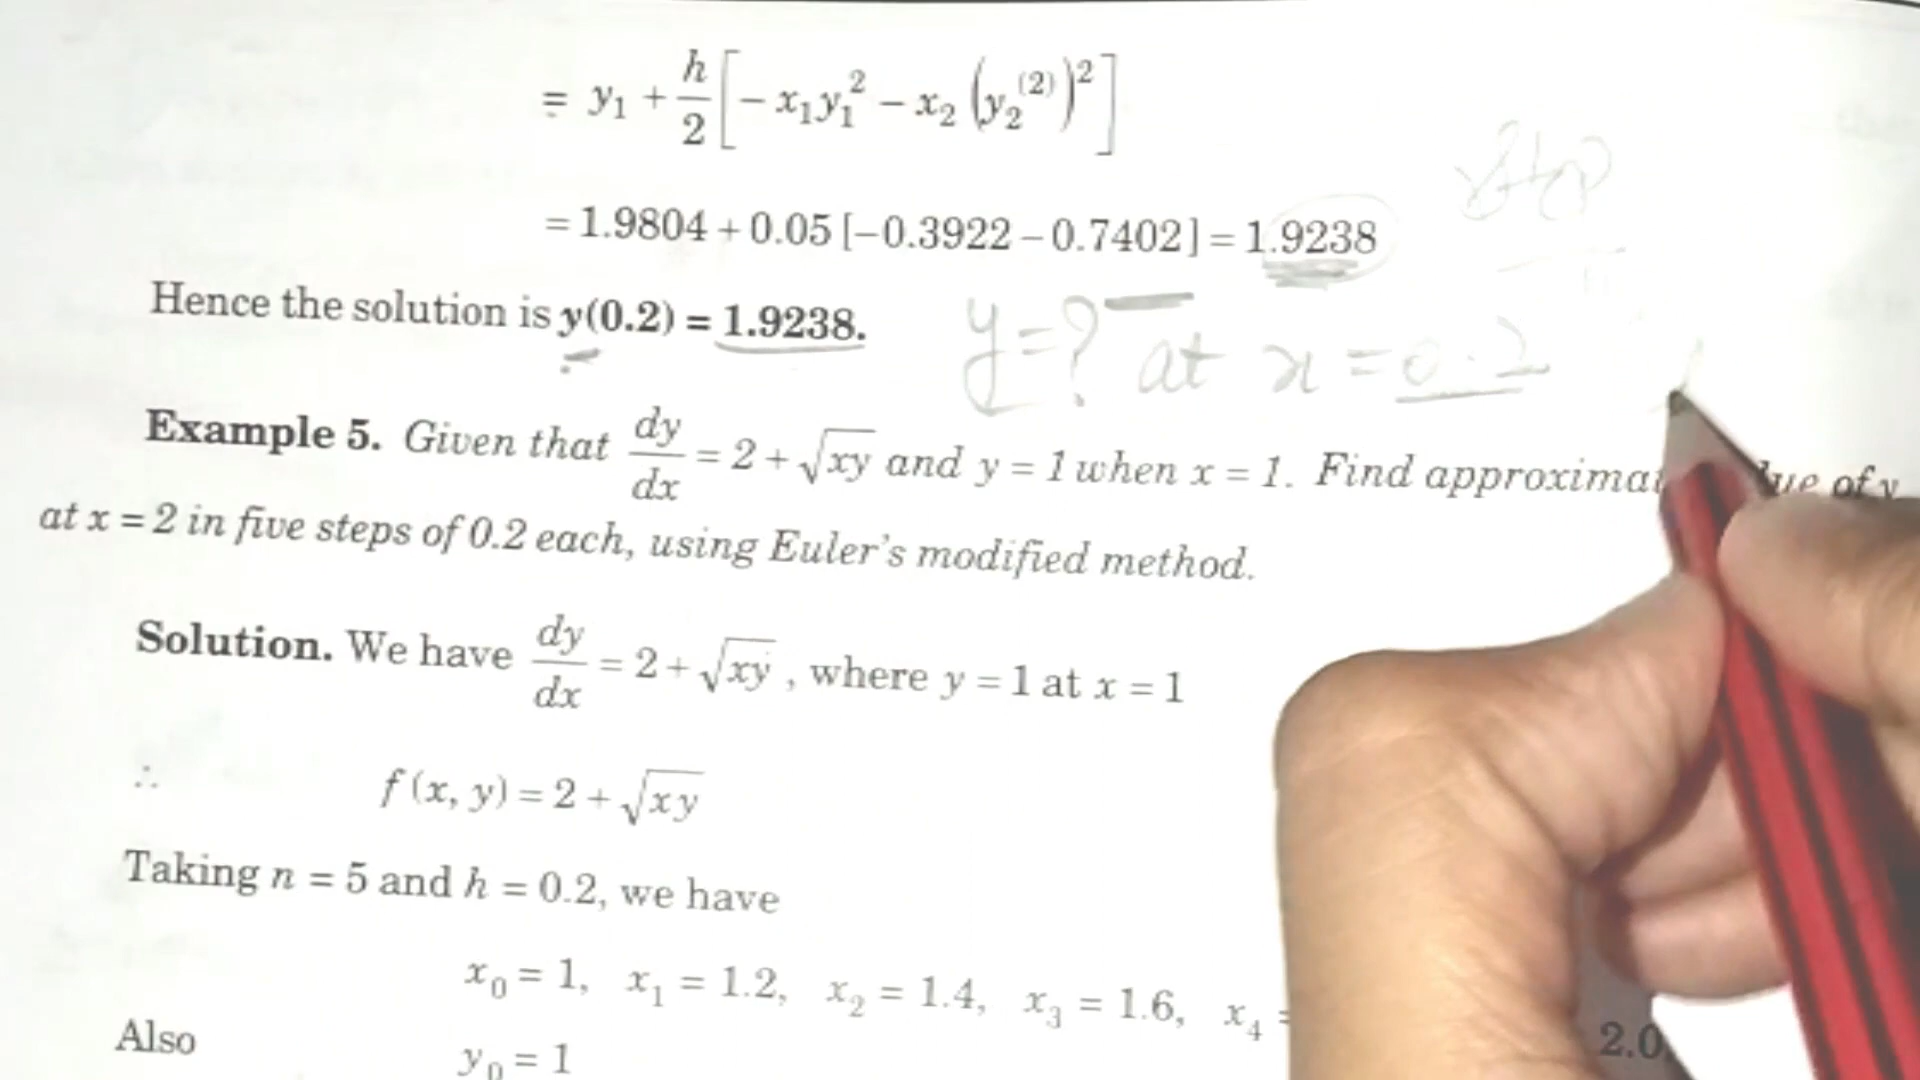 = y₁ + h/2 [− x₁y₁² − x₂ (y₂⁽²⁾)²]
= 1.9804 + 0.05 [−0.3922 − 0.7402] = 1.9238
Hence the solution is y(0.2) = 1.9238.
y=? at x = 0.2
Example 5. Given that dy/dx = 2 + √xy and y = 1 when x = 1. Find of y
at x = 2 in five steps of 0.2 each, using Euler's modified method.
Solution. We have dy/dx = 2 + √xy , where y = 1 at x = 1
∴ f (x, y) = 2 + √xy
Taking n = 5 and h = 0.2, we have
x₀ = 1, x₁ = 1.2, x₂ = 1.4, x₃ = 1.6, x₄ = 2.0
Also y₀ = 1